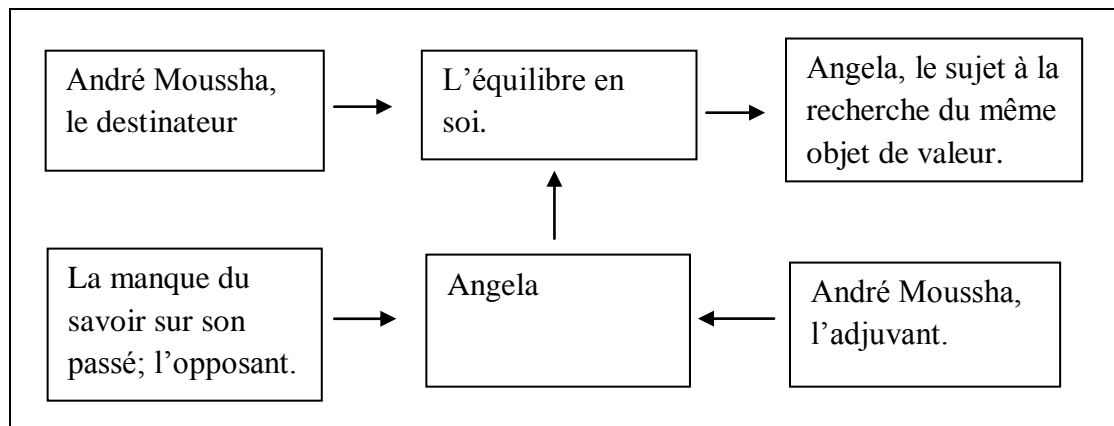 André Moussha,
le destinateur
L’équilibre en
soi.
Angela, le sujet à la
recherche du même
objet de valeur.
La manque du
savoir sur son
passé; l’opposant.
Angela
André Moussha,
l’adjuvant.